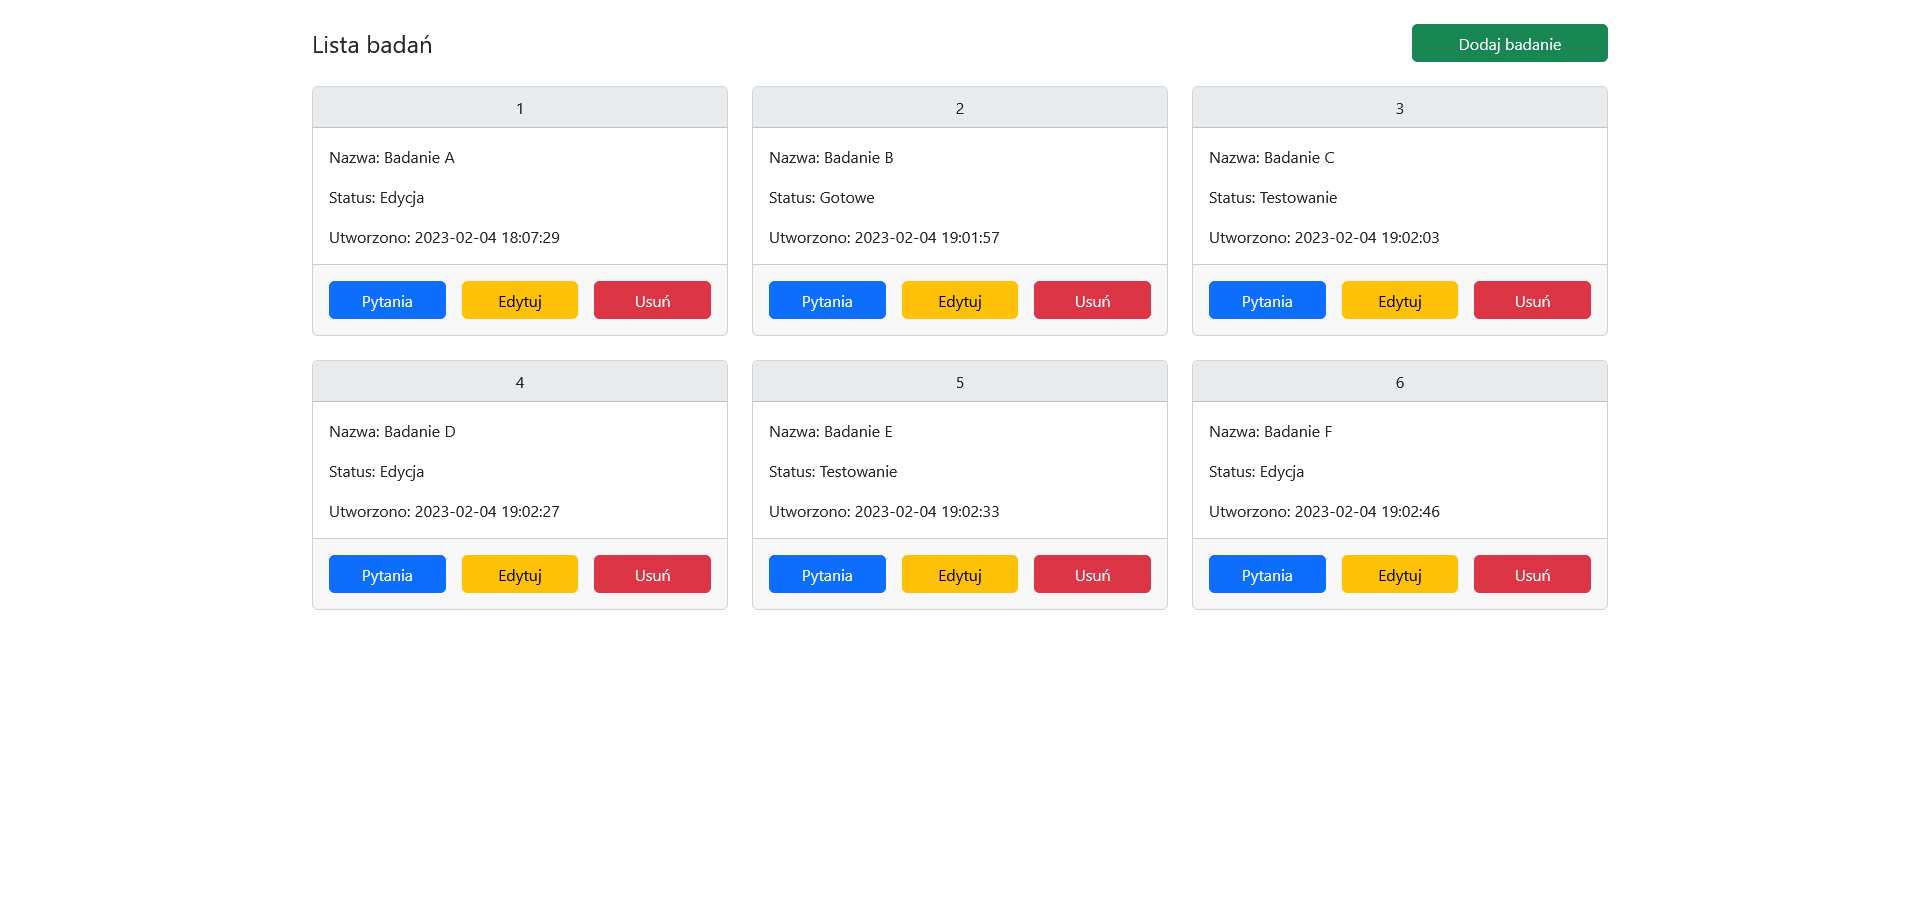 Lista badań
Dodaj badanie
1
Nazwa: Badanie A
Status: Edycja
Utworzono: 2023-02-04 18:07:29
Pytania Edytuj Usuń
2
Nazwa: Badanie B
Status: Gotowe
Utworzono: 2023-02-04 19:01:57
Pytania Edytuj Usuń
3
Nazwa: Badanie C
Status: Testowanie
Utworzono: 2023-02-04 19:02:03
Pytania Edytuj Usuń
4
Nazwa: Badanie D
Status: Edycja
Utworzono: 2023-02-04 19:02:27
Pytania Edytuj Usuń
5
Nazwa: Badanie E
Status: Testowanie
Utworzono: 2023-02-04 19:02:33
Pytania Edytuj Usuń
6
Nazwa: Badanie F
Status: Edycja
Utworzono: 2023-02-04 19:02:46
Pytania Edytuj Usuń